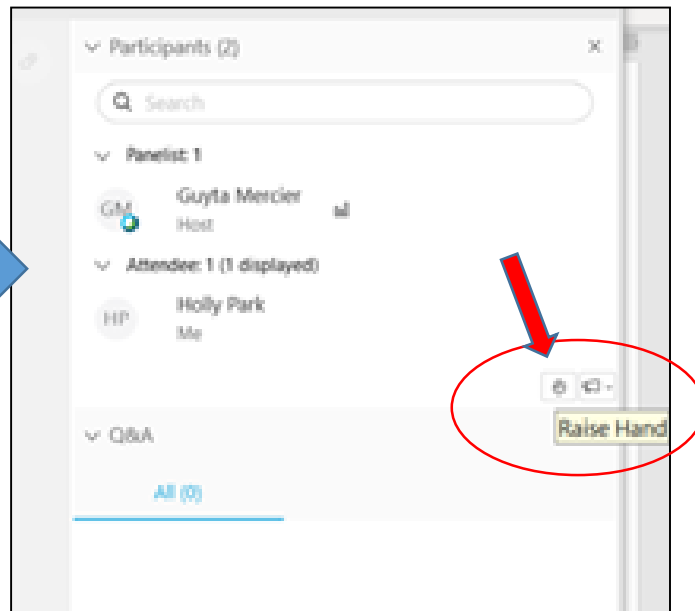 Participants (2)
Search
Panelist: 1
GM
Guyta Mercier
Host
Attendee: 1 (1 displayed)
HP
Holly Park
Me
Raise Hand
Q&A
All (0)